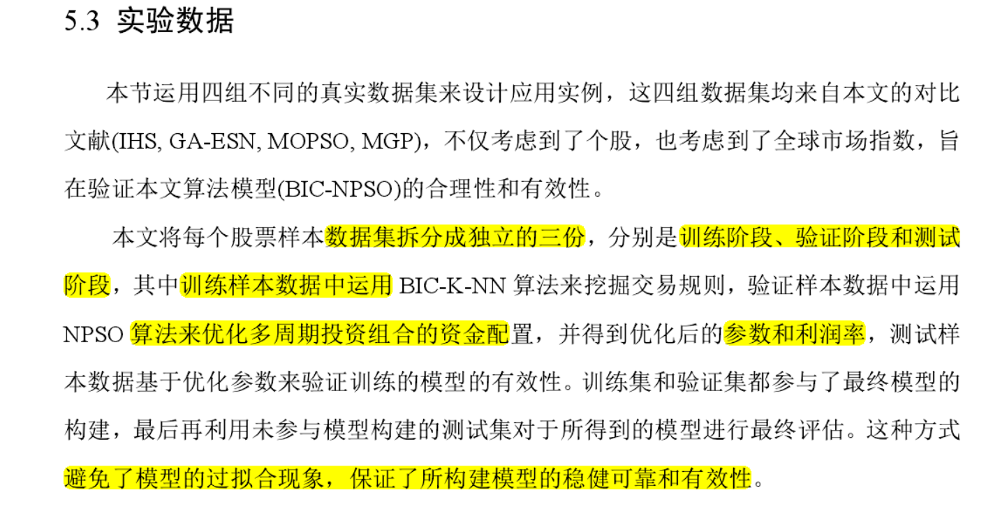 5.3 实验数据
本节运用四组不同的真实数据集来设计应用实例，这四组数据集均来自本文的对比
文献(IHS, GA-ESN, MOPSO, MGP)，不仅考虑到了个股，也考虑到了全球市场指数，旨
在验证本文算法模型(BIC-NPSO)的合理性和有效性。
本文将每个股票样本数据集拆分成独立的三份，分别是训练阶段、验证阶段和测试
阶段，其中训练样本数据中运用 BIC-K-NN 算法来挖掘交易规则，验证样本数据中运用
NPSO 算法来优化多周期投资组合的资金配置，并得到优化后的参数和利润率，测试样
本数据基于优化参数来验证训练的模型的有效性。训练集和验证集都参与了最终模型的
构建，最后再利用未参与模型构建的测试集对于所得到的模型进行最终评估。这种方式
避免了模型的过拟合现象，保证了所构建模型的稳健可靠和有效性。